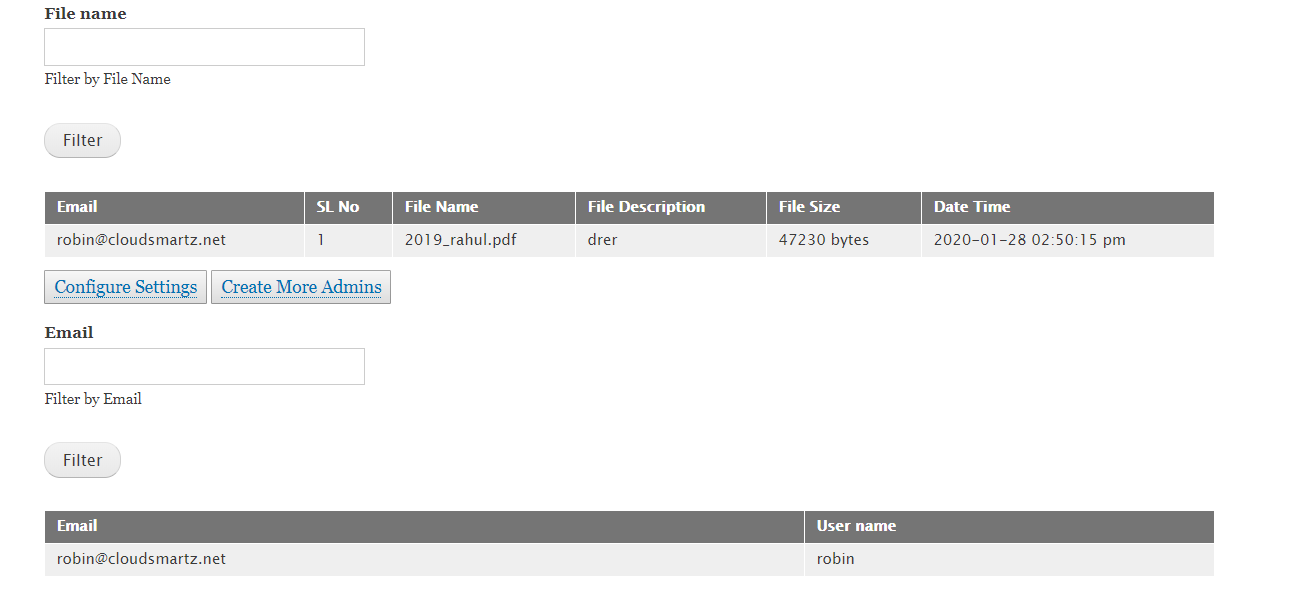 File name
Filter by File Name
Filter
Email SL No File Name File Description File Size Date Time
robin@cloudsmartz.net 1 2019_rahul.pdf drer 47230 bytes 2020-01-28 02:50:15 pm
Configure Settings Create More Admins
Email
Filter by Email
Filter
Email User name
robin@cloudsmartz.net robin